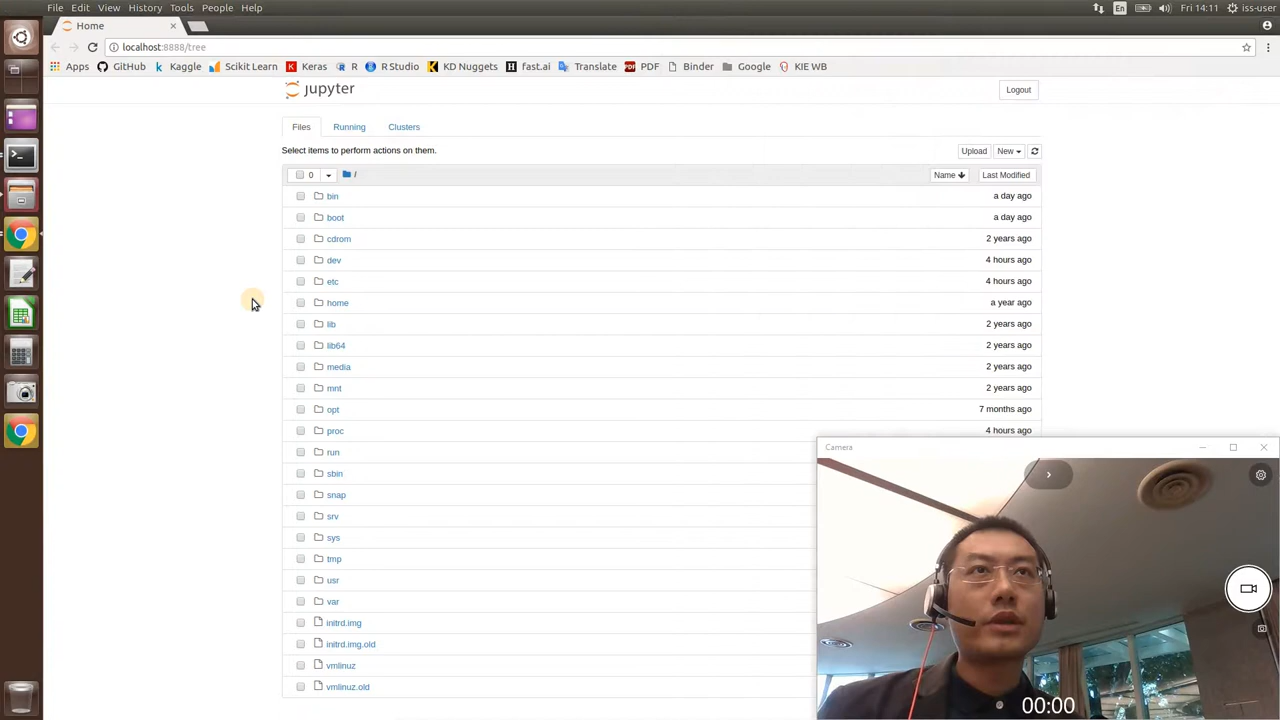 File Edit View History Tools People Help
En
Fri 14:11
iss-user
Home
localhost:8888/tree
Apps
GitHub
Kaggle
Scikit Learn
Keras
R
R Studio
KD Nuggets
fast.ai
Translate
PDF
Binder
Google
KIE WB
jupyter
Logout
Files
Running
Clusters
Select items to perform actions on them.
Upload
New
0
/
Name
Last Modified
bin
a day ago
boot
a day ago
cdrom
2 years ago
dev
4 hours ago
etc
4 hours ago
home
a year ago
lib
2 years ago
lib64
2 years ago
media
2 years ago
mnt
2 years ago
opt
7 months ago
proc
4 hours ago
run
sbin
snap
srv
sys
tmp
usr
var
initrd.img
initrd.img.old
vmlinuz
vmlinuz.old
Camera
00:00